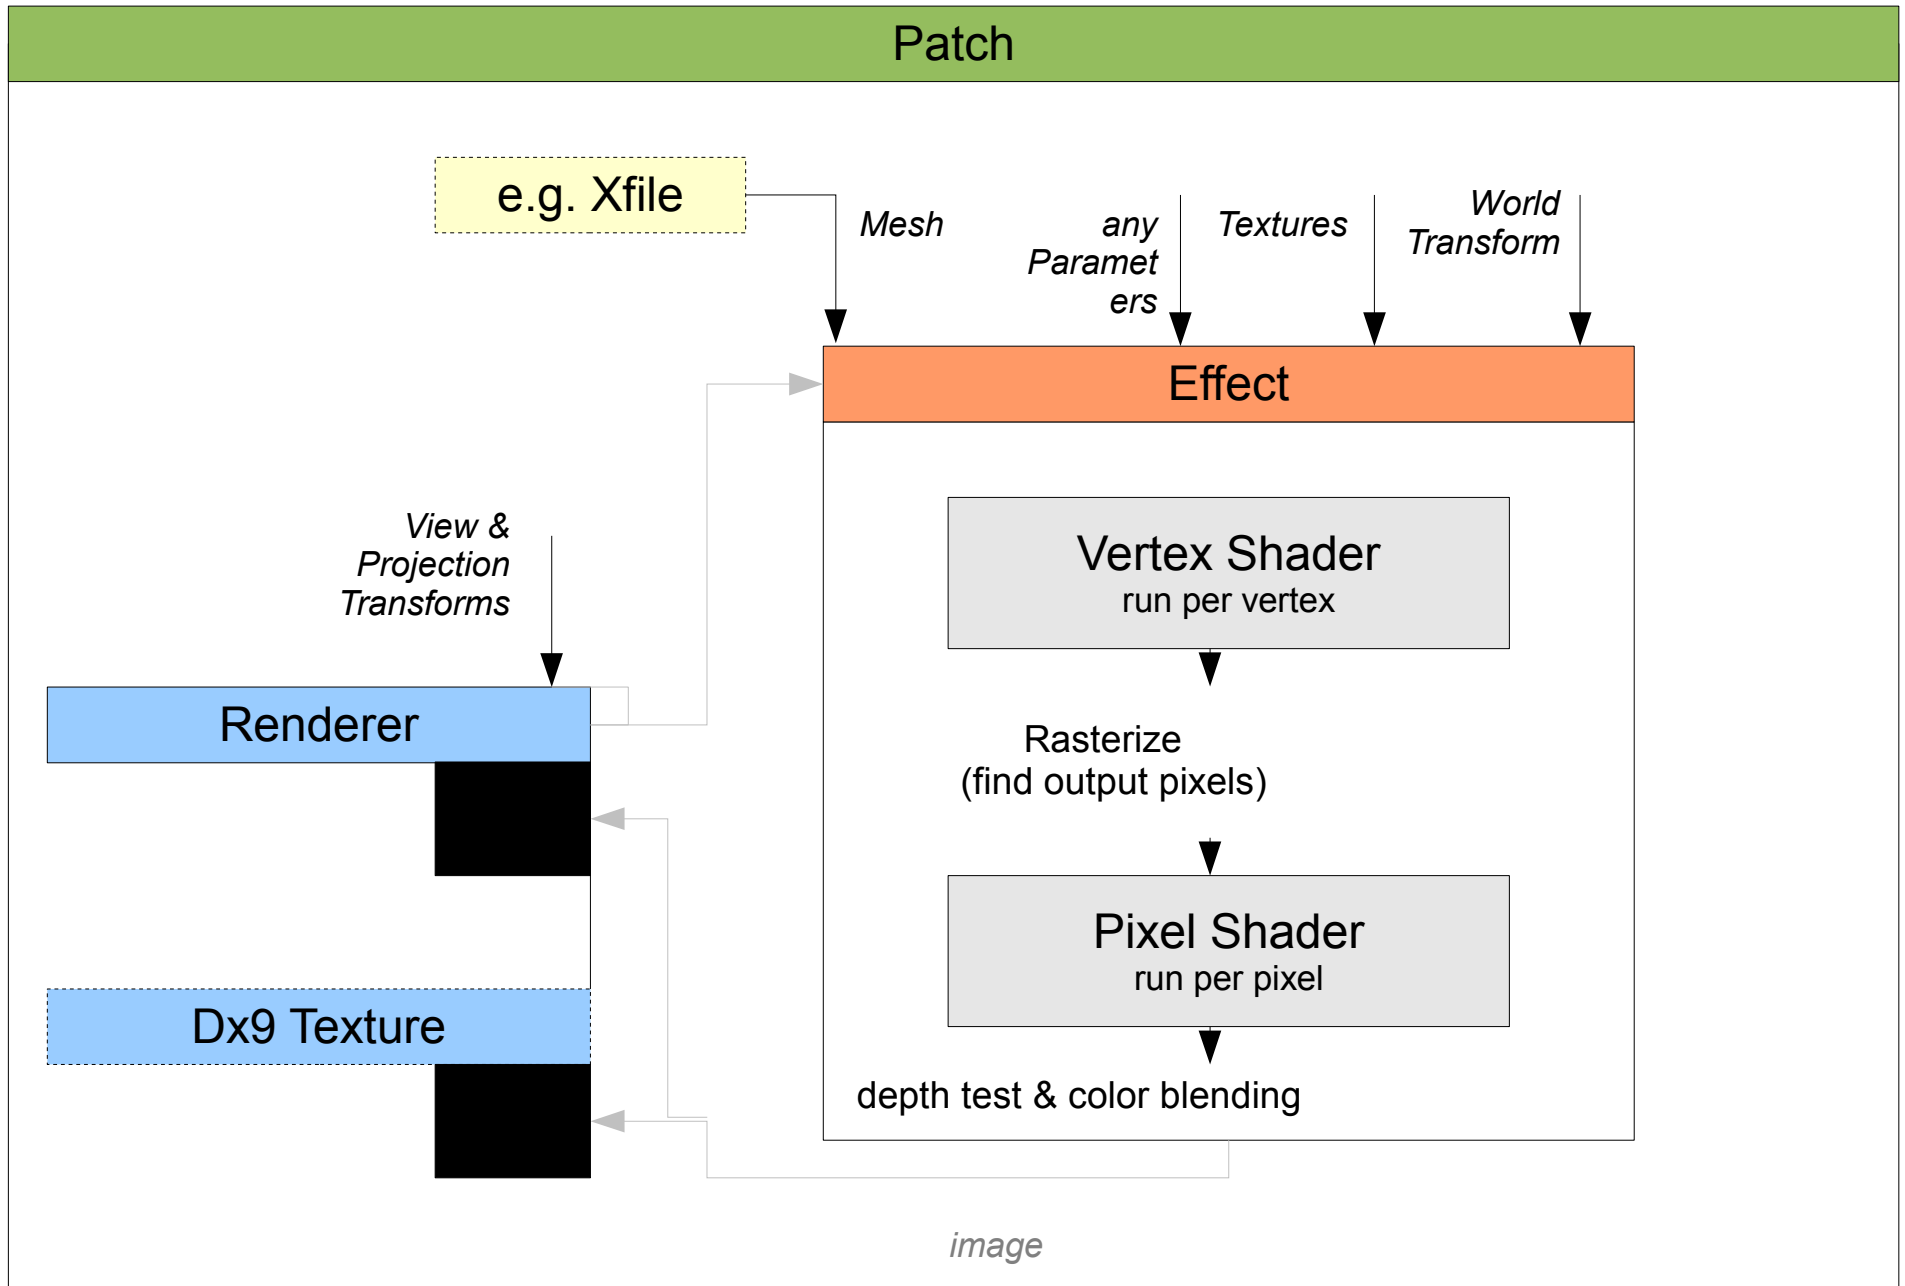 Patch
e.g. Xfile
Mesh
any
Paramet
ers
Textures
World
Transform
Effect
View &
Projection
Transforms
Vertex Shader
run per vertex
Renderer
Rasterize
(find output pixels)
Pixel Shader
run per pixel
Dx9 Texture
depth test & color blending
image